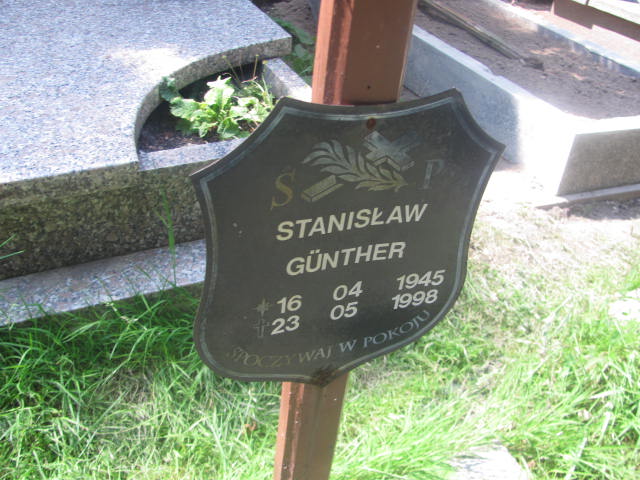 S P
STANISŁAW
GÜNTHER
16 04 1945
23 05 1998
SPOCZYWAJ W POKOJU